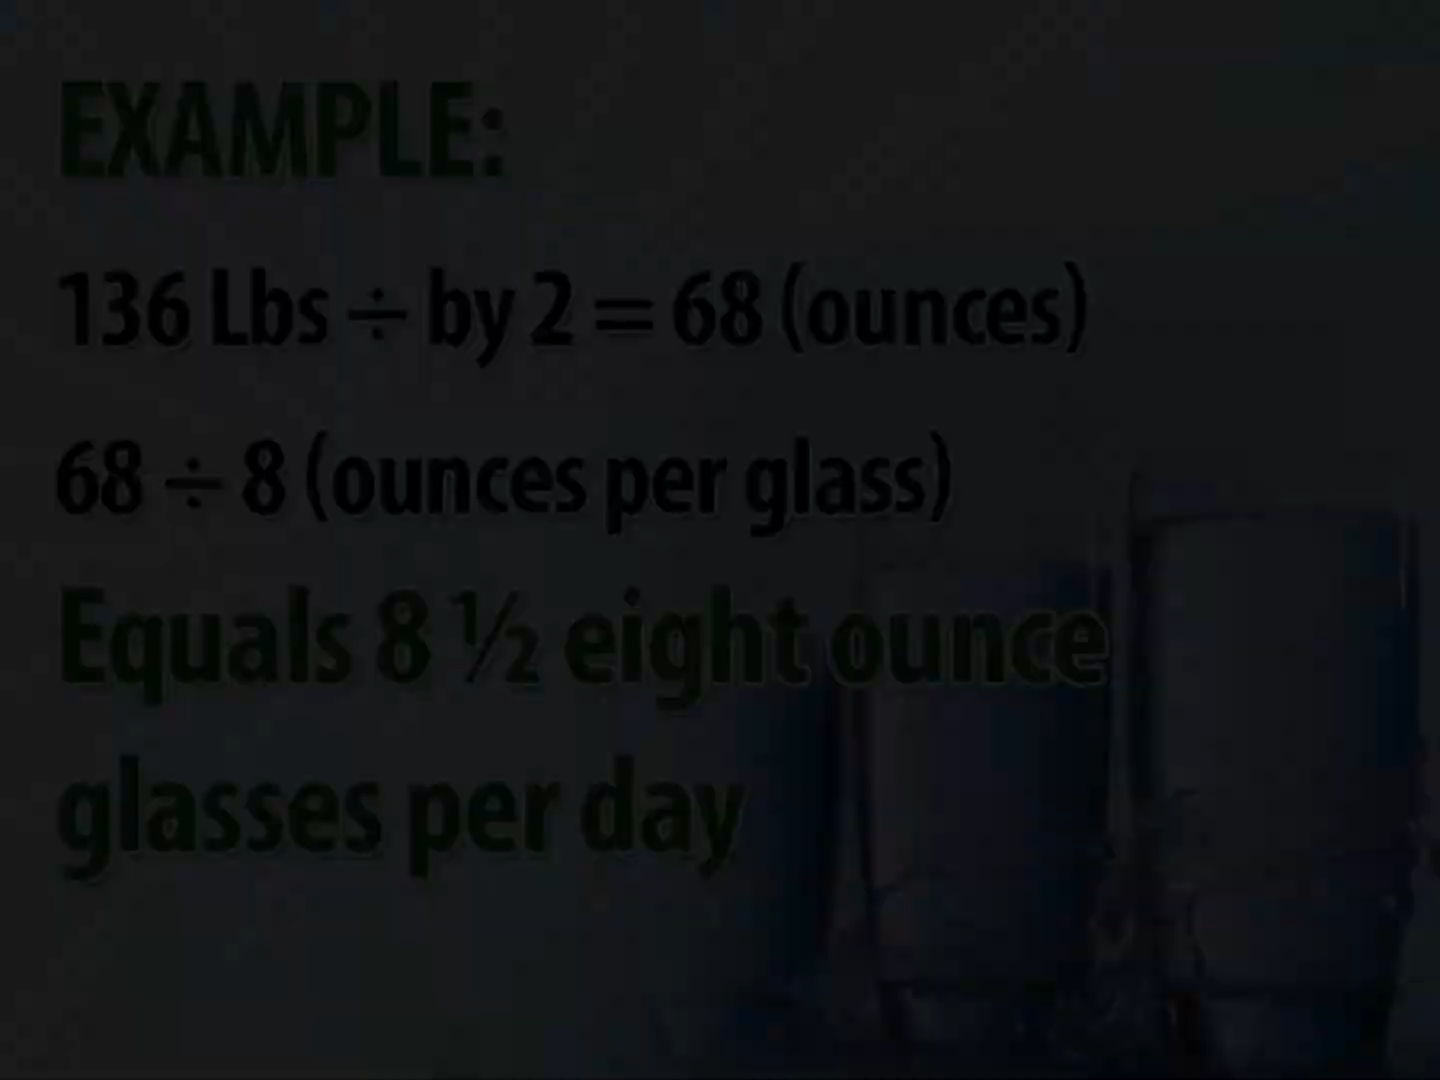 EXAMPLE:
136 Lbs ÷ by 2 = 68 (ounces)
68 ÷ 8 (ounces per glass)
Equals 8 ½ eight ounce
glasses per day